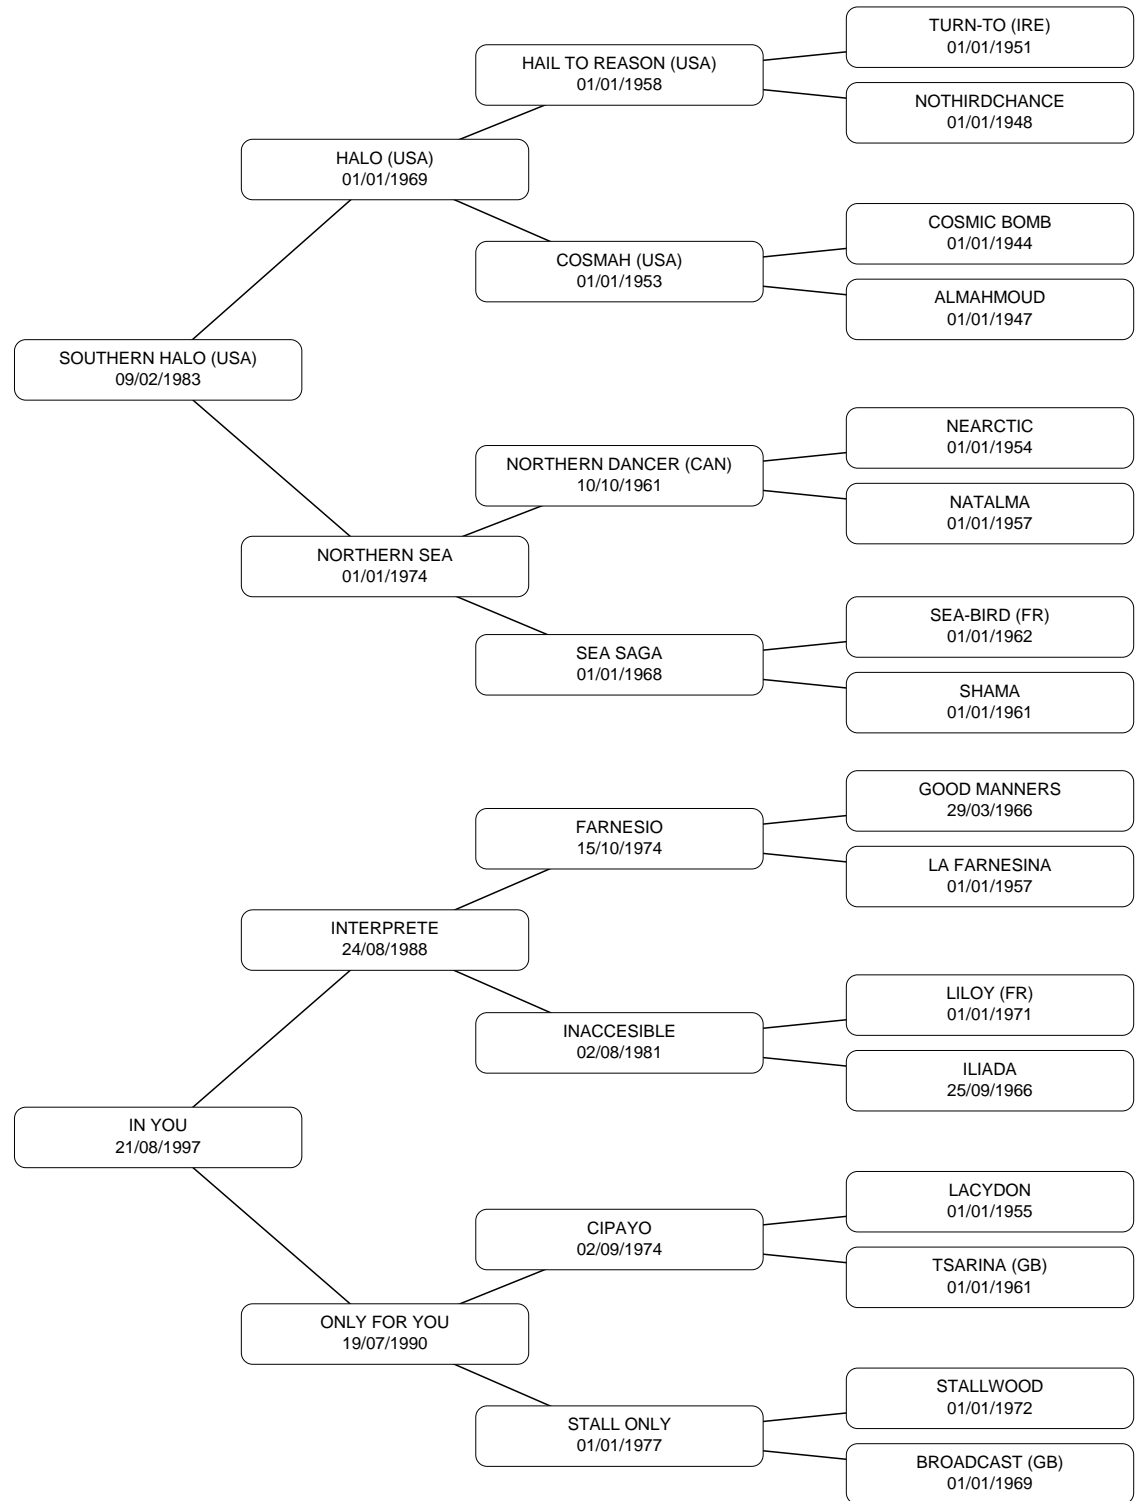 TURN-TO (IRE)
01/01/1951
HAIL TO REASON (USA)
01/01/1958
NOTHIRDCHANCE
01/01/1948
HALO (USA)
01/01/1969
COSMIC BOMB
01/01/1944
COSMAH (USA)
01/01/1953
ALMAHMOUD
01/01/1947
SOUTHERN HALO (USA)
09/02/1983
NEARCTIC
01/01/1954
NORTHERN DANCER (CAN)
10/10/1961
NATALMA
01/01/1957
NORTHERN SEA
01/01/1974
SEA-BIRD (FR)
01/01/1962
SEA SAGA
01/01/1968
SHAMA
01/01/1961
GOOD MANNERS
29/03/1966
FARNESIO
15/10/1974
LA FARNESINA
01/01/1957
INTERPRETE
24/08/1988
LILOY (FR)
01/01/1971
INACCESIBLE
02/08/1981
ILIADA
25/09/1966
IN YOU
21/08/1997
LACYDON
01/01/1955
CIPAYO
02/09/1974
TSARINA (GB)
01/01/1961
ONLY FOR YOU
19/07/1990
STALLWOOD
01/01/1972
STALL ONLY
01/01/1977
BROADCAST (GB)
01/01/1969